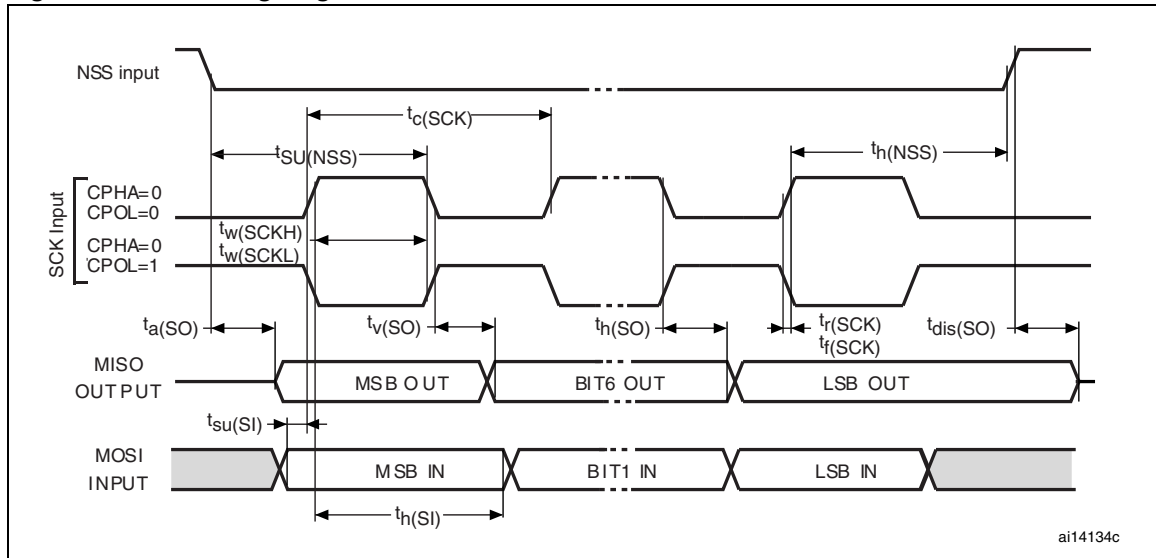 NSS input
tc(SCK)
tSU(NSS)
th(NSS)
SCK Input
CPHA=0
CPOL=0
tw(SCKH)
CPHA=0
tw(SCKL)
CPOL=1
ta(SO)
tv(SO)
th(SO)
tr(SCK)
tf(SCK)
tdis(SO)
MISO
OUTPUT
MSB OUT
BIT6 OUT
LSB OUT
tsu(SI)
MOSI
INPUT
MSB IN
BIT1 IN
LSB IN
th(SI)
ai14134c